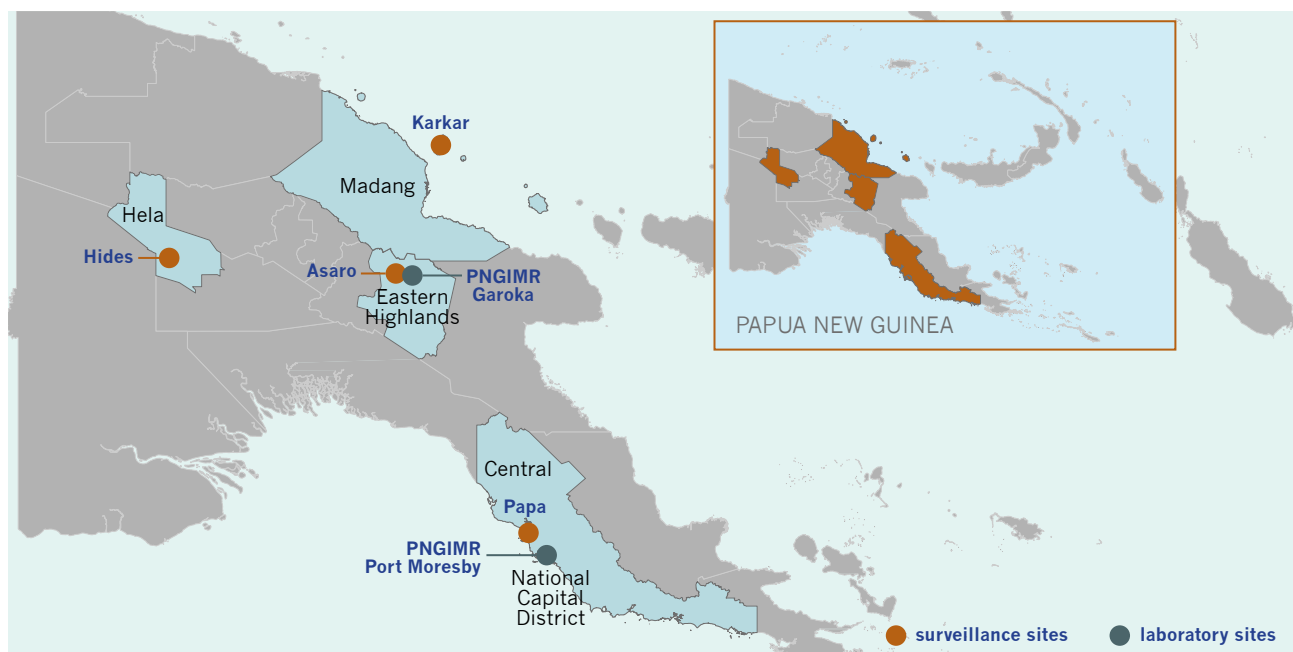 Karkar
Madang
Hela
Hides
Asaro
PNGIMR
Garoka
Eastern
Highlands
PAPUA NEW GUINEA
Central
Papa
PNGIMR
Port Moresby
National
Capital
District
surveillance sites
laboratory sites